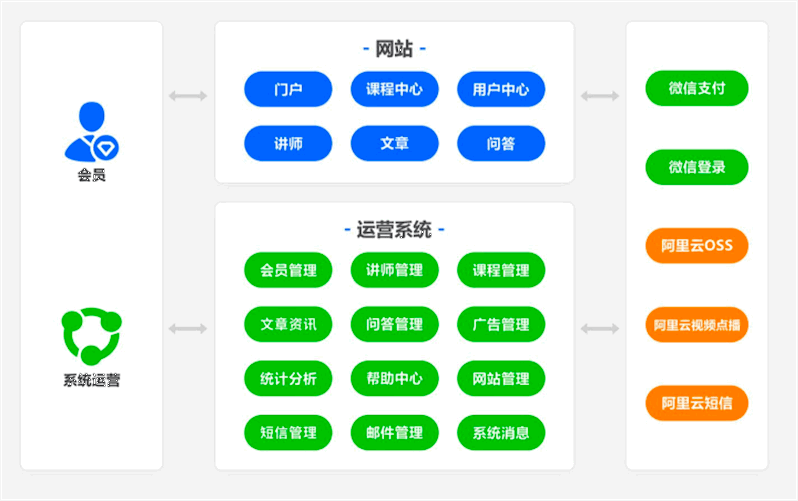 会员
系统运营
- 网站 -
门户 课程中心 用户中心
讲师 文章 问答
- 运营系统 -
会员管理 讲师管理 课程管理
文章资讯 问答管理 广告管理
统计分析 帮助中心 网站管理
短信管理 邮件管理 系统消息
微信支付
微信登录
阿里云OSS
阿里云视频点播
阿里云短信